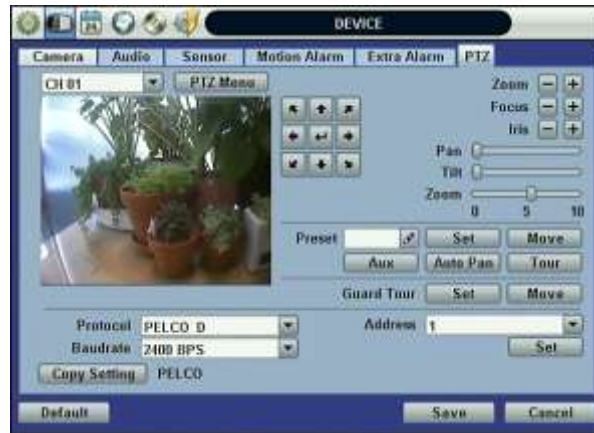 DEVICE
Camera Audio Sensor Motion Alarm Extra Alarm PTZ
CH 01 PTZ Menu
Zoom - +
Focus - +
Iris - +
Pan
Tilt
Zoom
0 5 10
Preset Set Move
Aux Auto Pan Tour
Guard Tour Set Move
Protocol PELCO D Address 1
Baudrate 2400 BPS Set
Copy Setting PELCO
Default Save Cancel